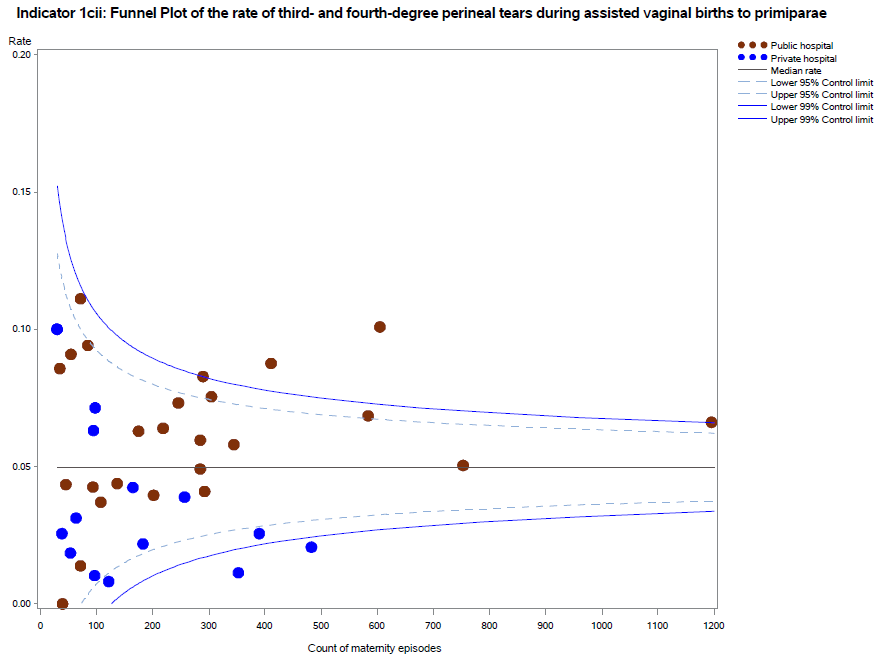 Indicator 1cii: Funnel Plot of the rate of third- and fourth-degree perineal tears during assisted vaginal births to primiparae
Rate
0.20
0.15
0.10
0.05
0.00
0 100 200 300 400 500 600 700 800 900 1000 1100 1200
Count of maternity episodes
Public hospital
Private hospital
Median rate
Lower 95% Control limit
Upper 95% Control limit
Lower 99% Control limit
Upper 99% Control limit